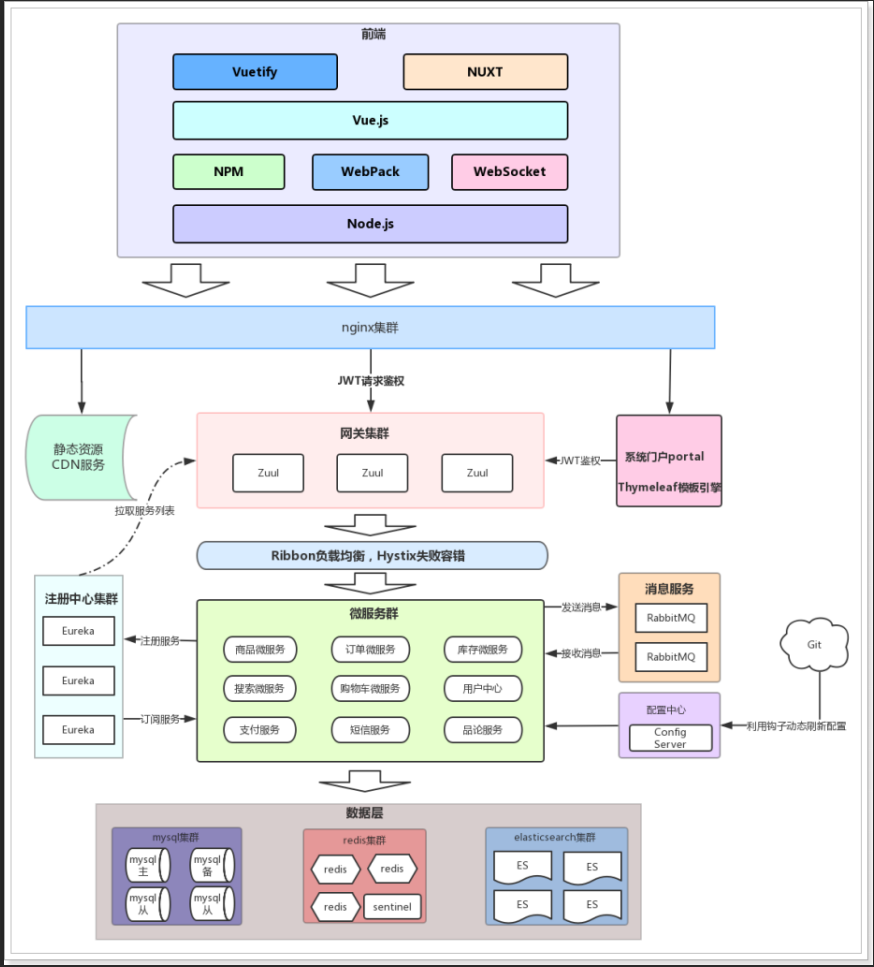 前端
Vuetify
NUXT
Vue.js
NPM
WebPack
WebSocket
Node.js
nginx集群
JWT请求鉴权
静态资源
CDN服务
网关集群
Zuul
Zuul
Zuul
JWT鉴权
系统门户portal
Thymeleaf模板引擎
拉取服务列表
Ribbon负载均衡，Hystix失败容错
注册中心集群
Eureka
Eureka
Eureka
注册服务
订阅服务
微服务群
商品微服务
订单微服务
库存微服务
搜索微服务
购物车微服务
用户中心
支付服务
短信服务
品论服务
发送消息
接收消息
消息服务
RabbitMQ
RabbitMQ
Git
配置中心
Config
Server
利用钩子动态刷新配置
数据层
mysql集群
mysql
主
mysql
备
mysql
从
mysql
从
redis集群
redis
redis
redis
sentinel
elasticsearch集群
ES
ES
ES
ES